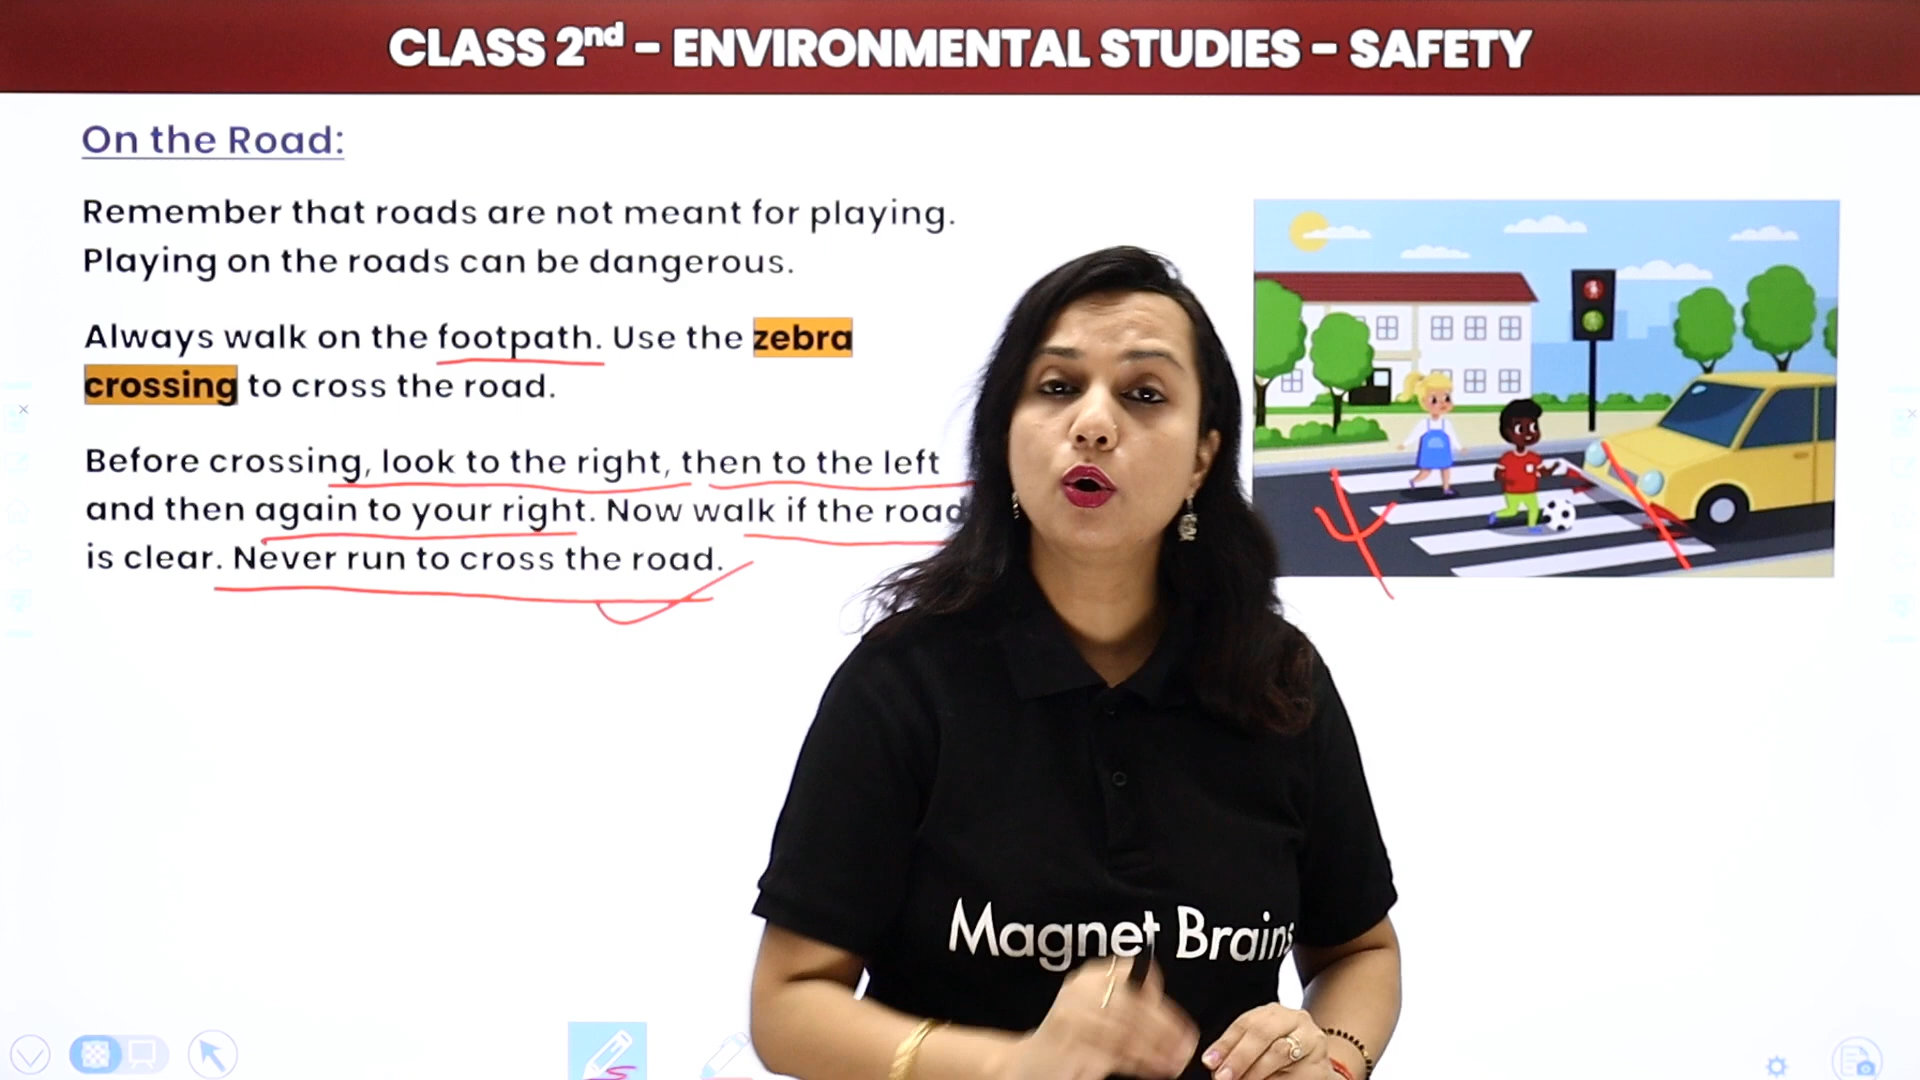 CLASS 2nd - ENVIRONMENTAL STUDIES - SAFETY
On the Road:
Remember that roads are not meant for playing.
Playing on the roads can be dangerous.
Always walk on the footpath. Use the zebra
crossing to cross the road.
Before crossing, look to the right, then to the left
and then again to your right. Now walk if the road
is clear. Never run to cross the road.
Magnet Brains